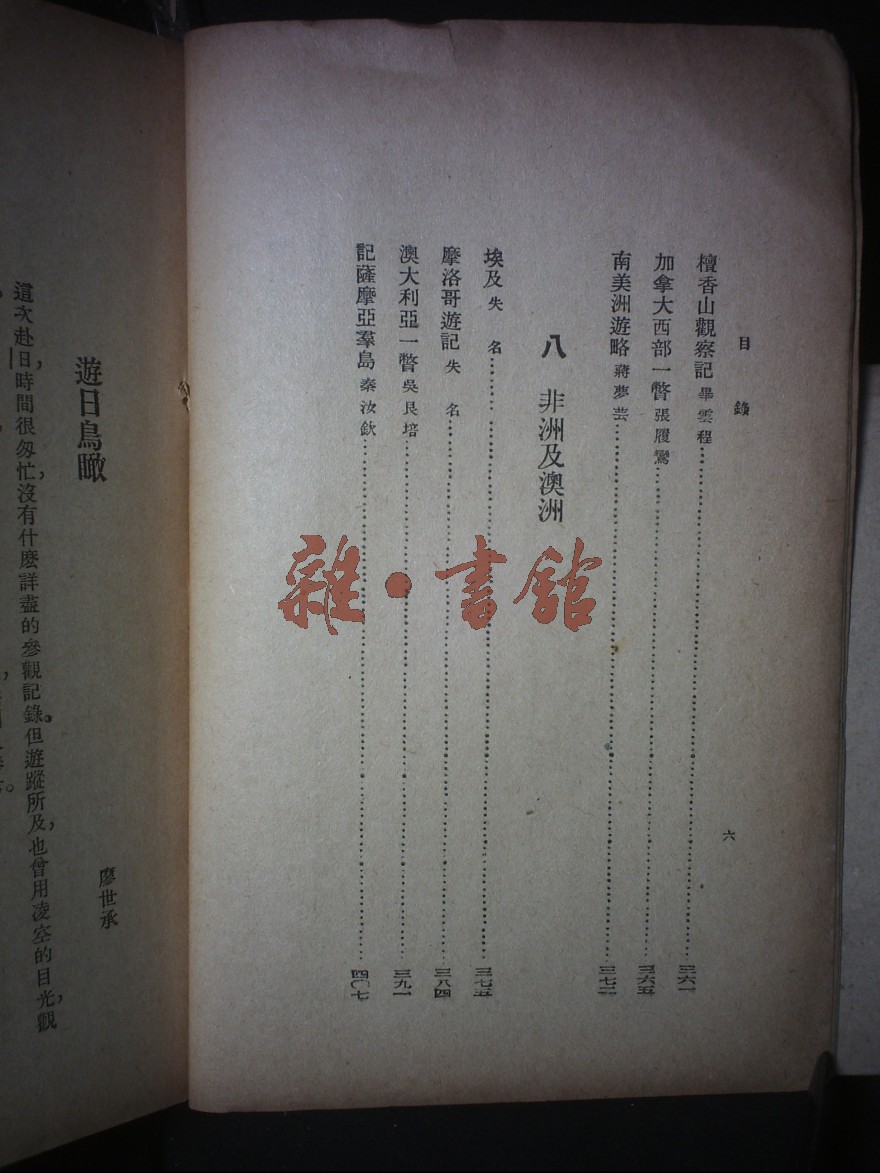 目錄
六
檀香山觀察記 畢雲程……三六一
加拿大西部一瞥 張履鸞……三六五
南美洲遊略 蔣夢芸……三七二
八 非洲及澳洲
埃及 失名……三七五
摩洛哥遊記 失名……三八四
澳大利亞一瞥 吳艮培……三九一
記薩摩亞羣島 秦汝欽……四〇七
雜·書館
遊日鳥瞰
廖世承
這次赴日,時間很匆忙,沒有什麽詳盡的參觀記錄。但遊蹤所及,也曾用凌空的目光,觀